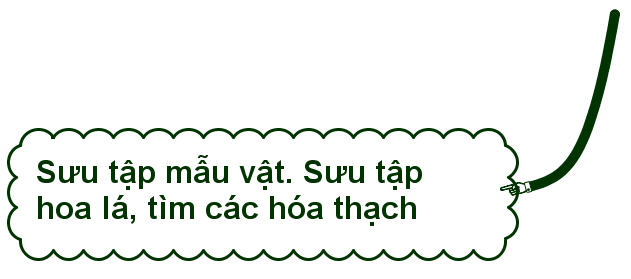 Sưu tập mẫu vật. Sưu tập
hoa lá, tìm các hóa thạch